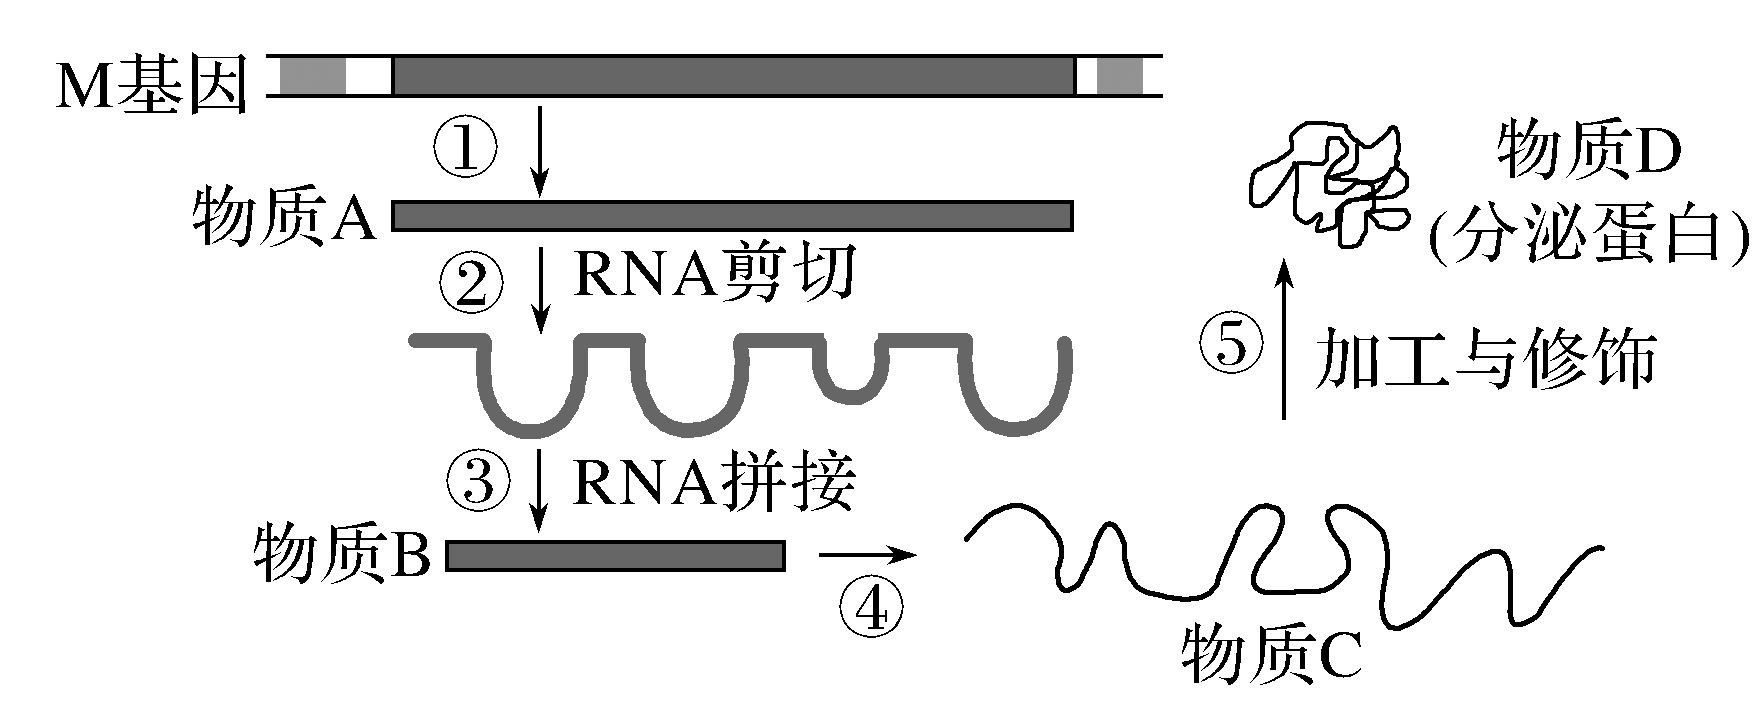 M基因
①
物质A
② RNA剪切
③ RNA拼接
物质B
④
物质C
⑤ 加工与修饰
物质D
(分泌蛋白)